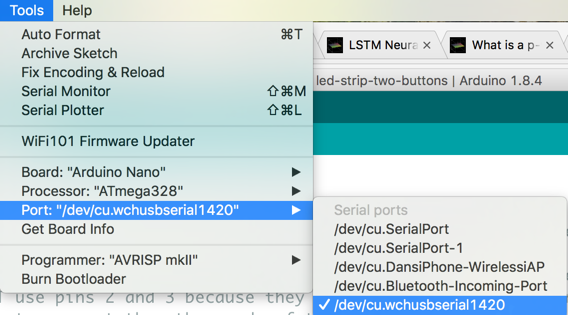 Tools Help
Auto Format ⌘T
Archive Sketch
Fix Encoding & Reload
Serial Monitor ⇧⌘M
Serial Plotter ⇧⌘L
WiFi101 Firmware Updater
Board: "Arduino Nano"
Processor: "ATmega328"
Port: "/dev/cu.wchusbserial1420"
Get Board Info
Programmer: "AVRISP mkII"
Burn Bootloader
LSTM Neura
What is a p-
led-strip-two-buttons | Arduino 1.8.4
Serial ports
/dev/cu.SerialPort
/dev/cu.SerialPort-1
/dev/cu.DansiPhone-WirelessiAP
/dev/cu.Bluetooth-Incoming-Port
✓ /dev/cu.wchusbserial1420
use pins 2 and 3 because they